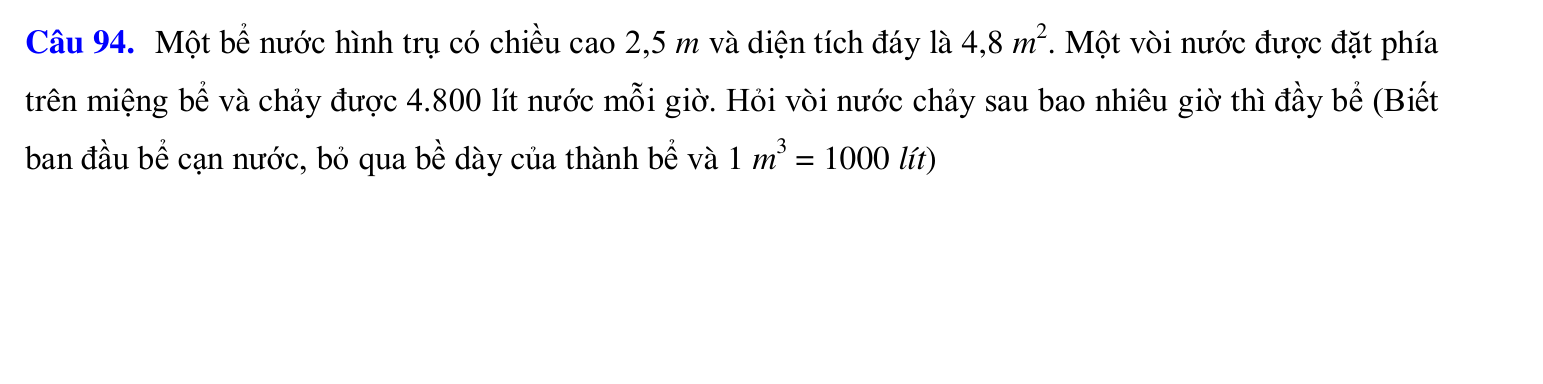 Câu 94. Một bể nước hình trụ có chiều cao 2,5 m và diện tích đáy là 4,8 m². Một vòi nước được đặt phía
trên miệng bể và chảy được 4.800 lít nước mỗi giờ. Hỏi vòi nước chảy sau bao nhiêu giờ thì đầy bể (Biết
ban đầu bể cạn nước, bỏ qua bề dày của thành bể và 1 m³ = 1000 lít)